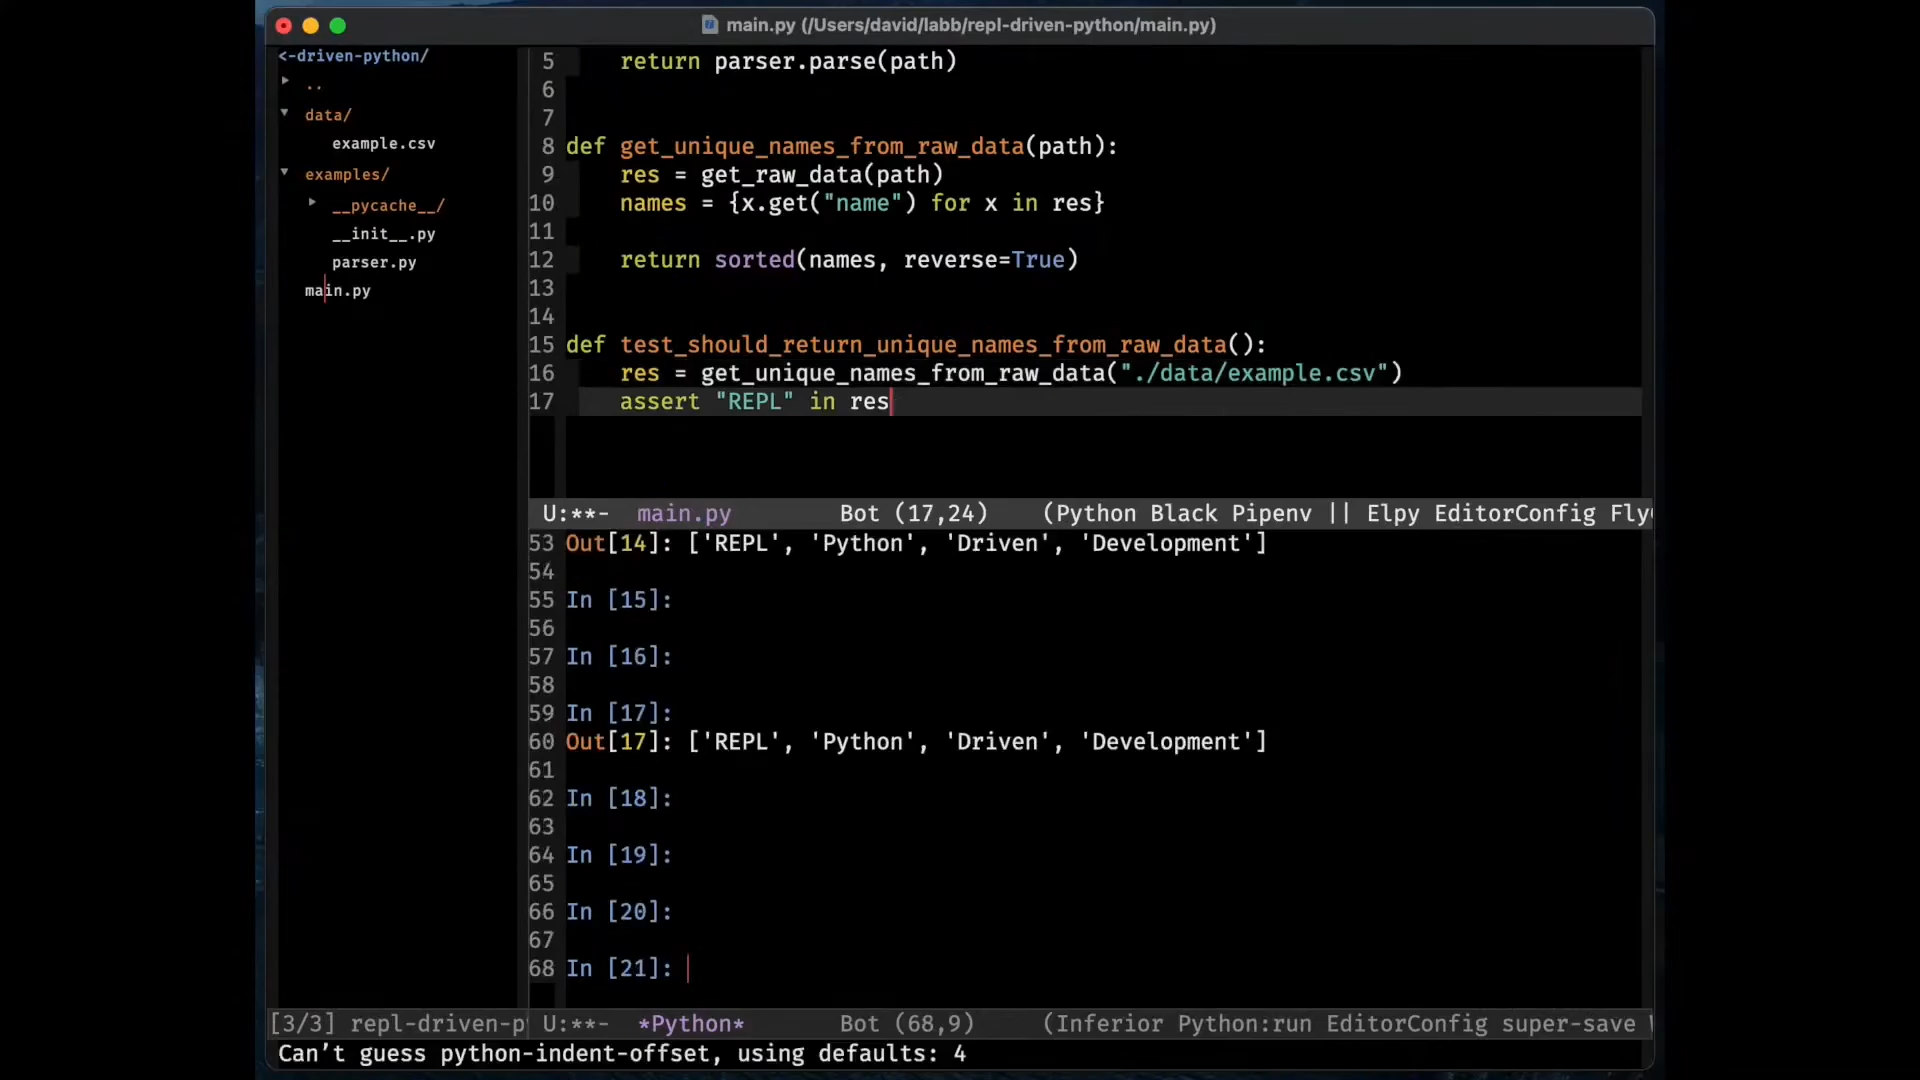 main.py (/Users/david/labb/repl-driven-python/main.py)
<-driven-python/
..
data/
example.csv
examples/
__pycache__/
__init__.py
parser.py
main.py
[3/3] repl-driven-p
5 return parser.parse(path)
6
7
8 def get_unique_names_from_raw_data(path):
9 res = get_raw_data(path)
10 names = {x.get("name") for x in res}
11
12 return sorted(names, reverse=True)
13
14
15 def test_should_return_unique_names_from_raw_data():
16 res = get_unique_names_from_raw_data("./data/example.csv")
17 assert "REPL" in res
U:**- main.py Bot (17,24) (Python Black Pipenv || Elpy EditorConfig Fly
53 Out[14]: ['REPL', 'Python', 'Driven', 'Development']
54
55 In [15]:
56
57 In [16]:
58
59 In [17]:
60 Out[17]: ['REPL', 'Python', 'Driven', 'Development']
61
62 In [18]:
63
64 In [19]:
65
66 In [20]:
67
68 In [21]:
U:**- *Python* Bot (68,9) (Inferior Python:run EditorConfig super-save
Can't guess python-indent-offset, using defaults: 4